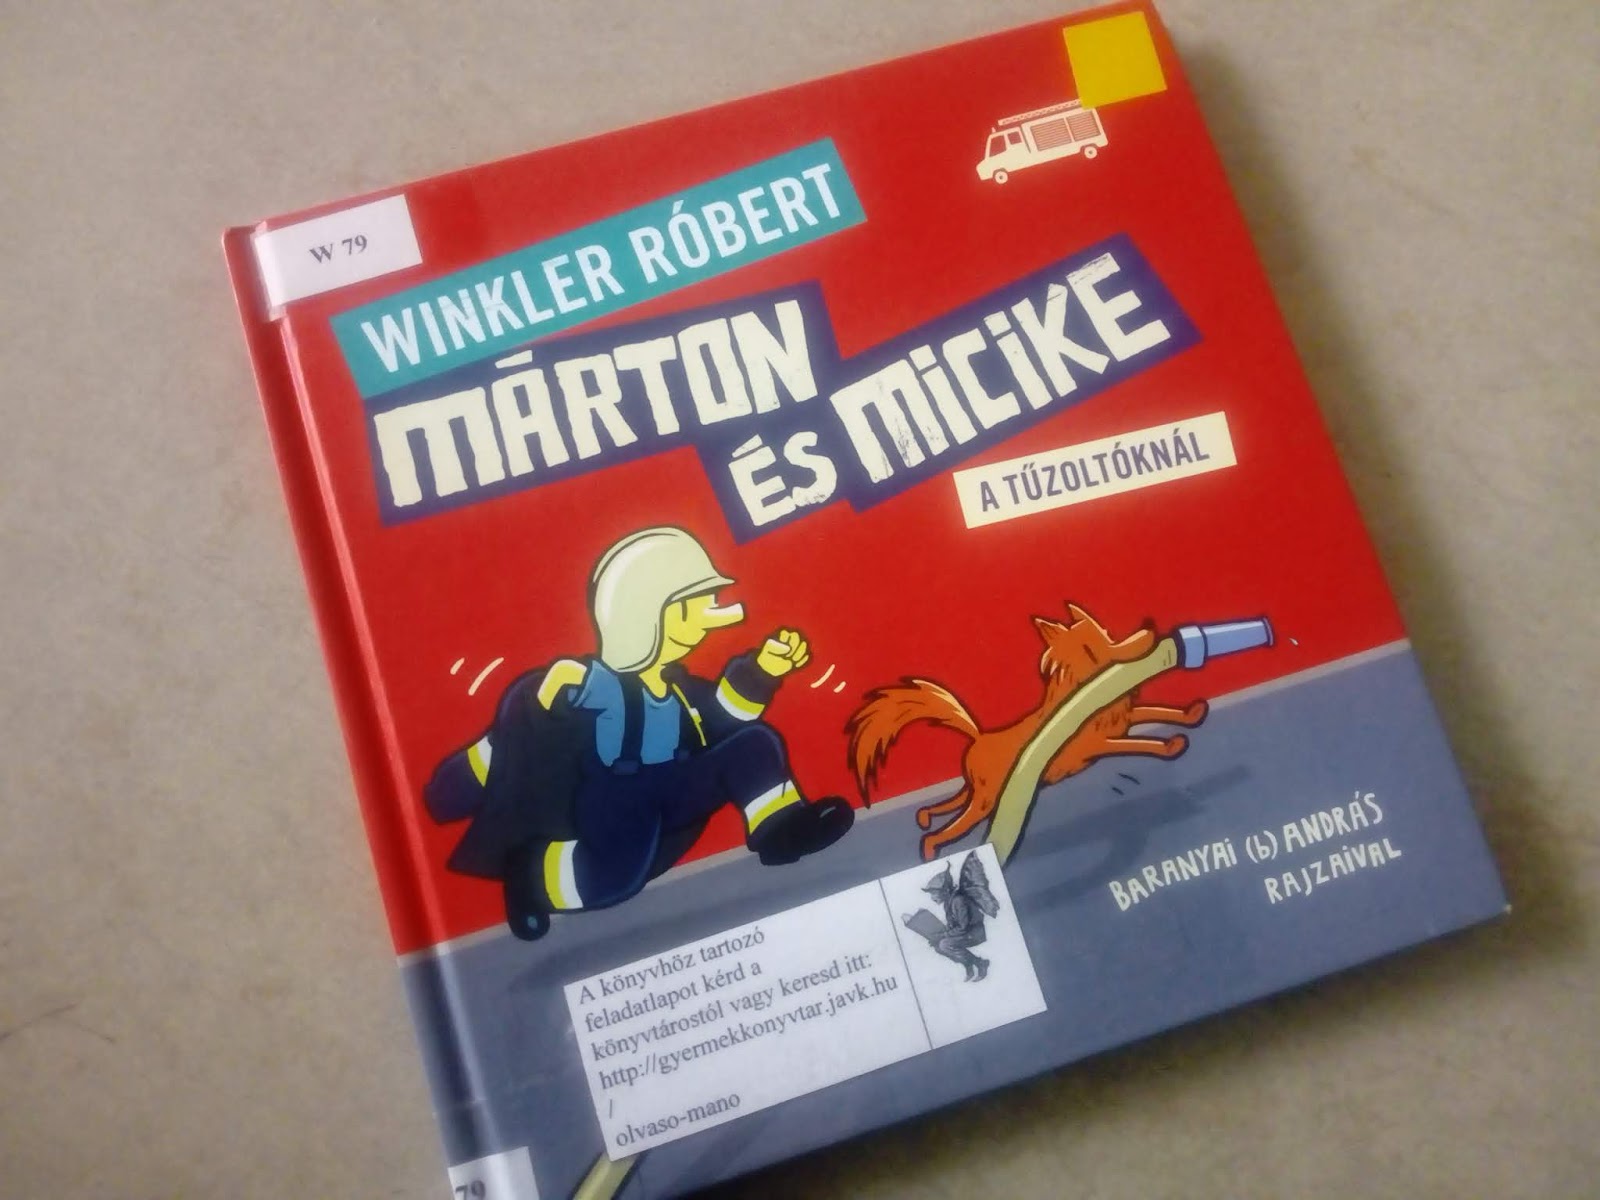 W 79
WINKLER RÓBERT
MÁRTON
ÉS MICIKE
A TŰZOLTÓKNÁL
BARANYAI (b) ANDRÁS
RAJZAIVAL
A könyvhöz tartozó
feladatlapot kérd a
könyvtárostól vagy keresd itt:
http://gyermekkonyvtar.javk.hu
/
olvaso-mano
79